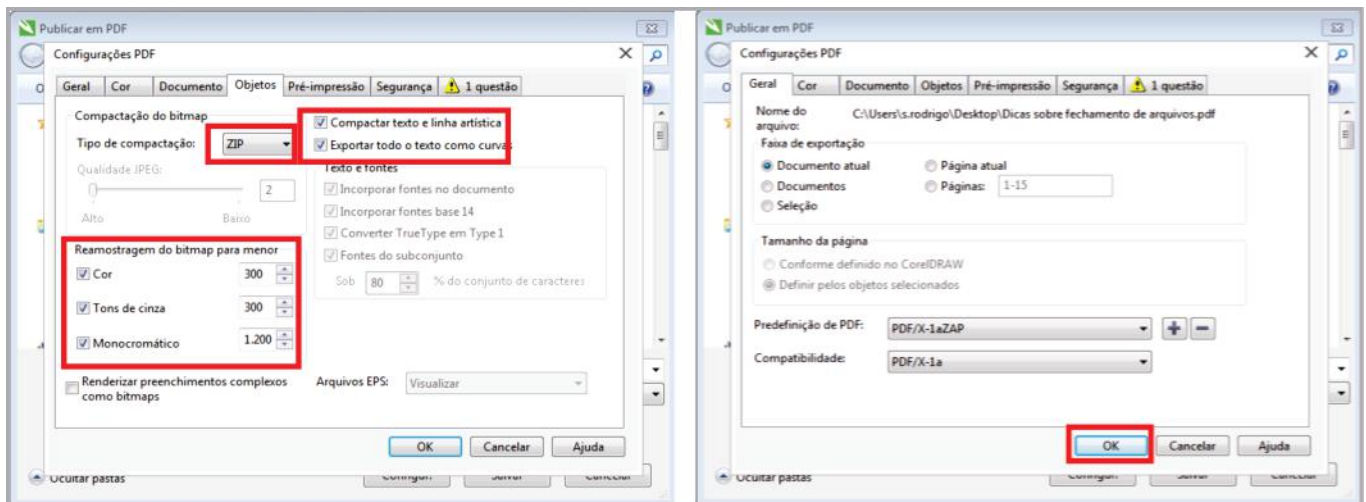 Publicar em PDF
Configurações PDF
Geral Cor Documento Objetos Pré-impressão Segurança 1 questão
Compactação do bitmap
Tipo de compactação: ZIP
Qualidade JPEG:
2
Alto Baixo
Compactar texto e linha artística
Exportar todo o texto como curvas
Texto e fontes
Incorporar fontes no documento
Incorporar fontes base 14
Converter TrueType em Type 1
Fontes do subconjunto
Sob 80 % do conjunto de caracteres
Reamostragem do bitmap para menor
Cor 300
Tons de cinza 300
Monocromático 1.200
Renderizar preenchimentos complexos
como bitmaps
Arquivos EPS: Visualizar
OK Cancelar Ajuda
Ocultar pastas
Publicar em PDF
Configurações PDF
Geral Cor Documento Objetos Pré-impressão Segurança 1 questão
Nome do
arquivo:
C:\Users\s.rodrigo\Desktop\Dicas sobre fechamento de arquivos.pdf
Faixa de exportação
Documento atual Página atual
Documentos Páginas: 1-15
Seleção
Tamanho da página
Conforme definido no CorelDRAW
Definir pelos objetos selecionados
Predefinição de PDF: PDF/X-1aZAP
Compatibilidade: PDF/X-1a
OK Cancelar Ajuda
Ocultar pastas